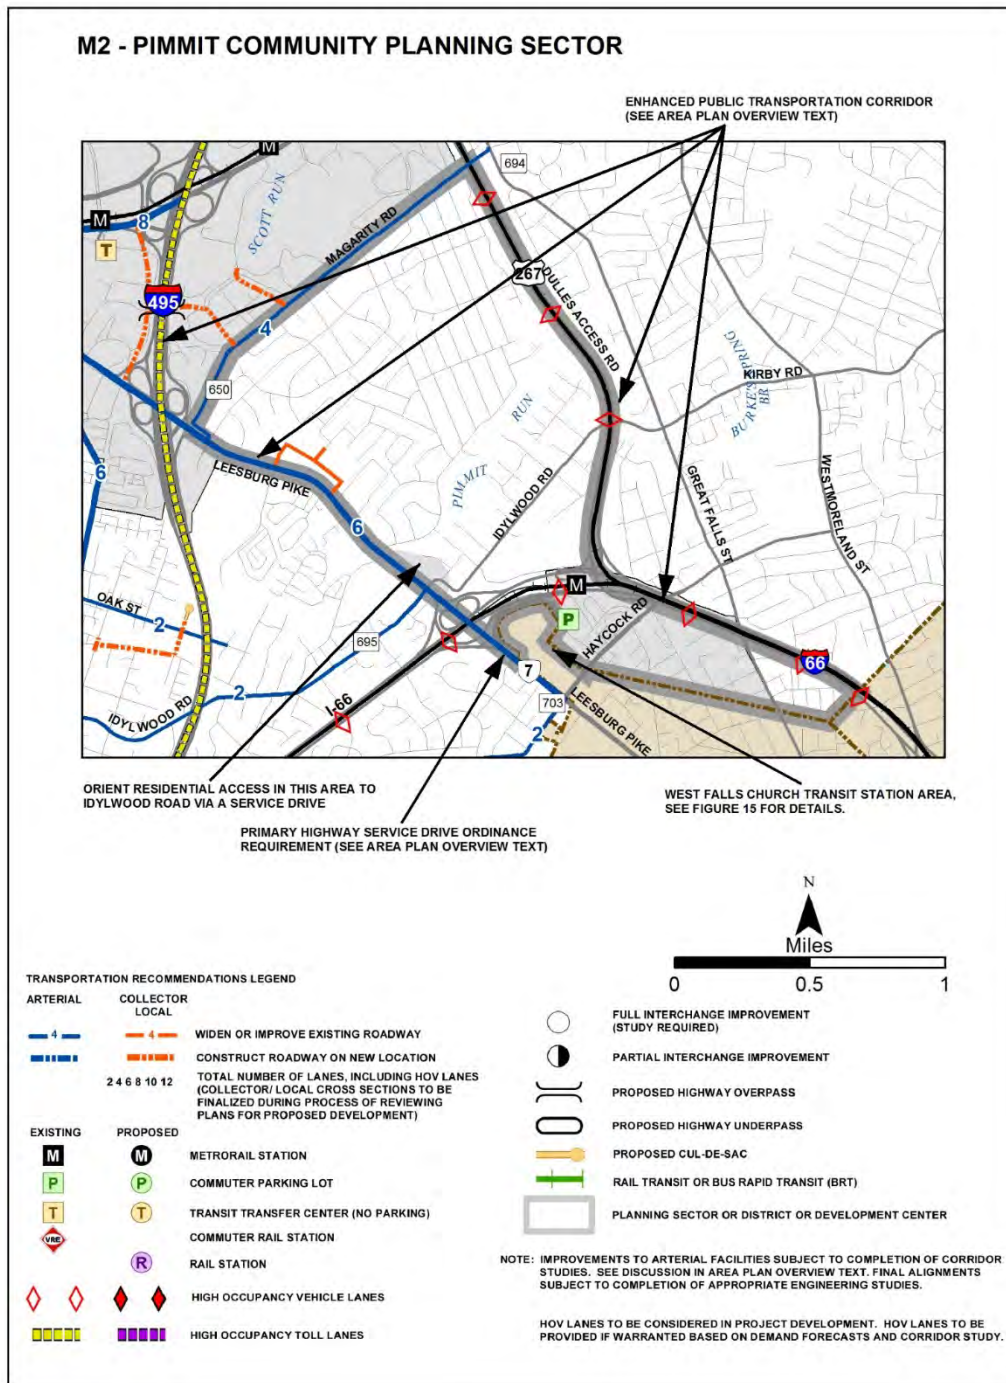 M2 - PIMMIT COMMUNITY PLANNING SECTOR
ENHANCED PUBLIC TRANSPORTATION CORRIDOR
(SEE AREA PLAN OVERVIEW TEXT)
M
694
SCOTT RUN
MAGARITY RD
8
M
T
267
DULLES ACCESS RD
495
4
BURKE'S SPRING
BR
KIRBY RD
650
RUN
PIMMIT
LEESBURG PIKE
6
IDYLWOOD RD
GREAT FALLS ST
WESTMORELAND ST
6
M
P
HAYCOCK RD
OAK ST
2
695
66
7
I-66
2
703
LEESBURG PIKE
IDYLWOOD RD
2
ORIENT RESIDENTIAL ACCESS IN THIS AREA TO
IDYLWOOD ROAD VIA A SERVICE DRIVE
WEST FALLS CHURCH TRANSIT STATION AREA,
SEE FIGURE 15 FOR DETAILS.
PRIMARY HIGHWAY SERVICE DRIVE ORDINANCE
REQUIREMENT (SEE AREA PLAN OVERVIEW TEXT)
N
Miles
0 0.5 1
TRANSPORTATION RECOMMENDATIONS LEGEND
ARTERIAL COLLECTOR
LOCAL
4 4 WIDEN OR IMPROVE EXISTING ROADWAY
CONSTRUCT ROADWAY ON NEW LOCATION
2 4 6 8 10 12 TOTAL NUMBER OF LANES, INCLUDING HOV LANES
(COLLECTOR/ LOCAL CROSS SECTIONS TO BE
FINALIZED DURING PROCESS OF REVIEWING
PLANS FOR PROPOSED DEVELOPMENT)
EXISTING PROPOSED
M M METRORAIL STATION
P P COMMUTER PARKING LOT
T T TRANSIT TRANSFER CENTER (NO PARKING)
VRE COMMUTER RAIL STATION
R RAIL STATION
HIGH OCCUPANCY VEHICLE LANES
HIGH OCCUPANCY TOLL LANES
FULL INTERCHANGE IMPROVEMENT
(STUDY REQUIRED)
PARTIAL INTERCHANGE IMPROVEMENT
PROPOSED HIGHWAY OVERPASS
PROPOSED HIGHWAY UNDERPASS
PROPOSED CUL-DE-SAC
RAIL TRANSIT OR BUS RAPID TRANSIT (BRT)
PLANNING SECTOR OR DISTRICT OR DEVELOPMENT CENTER
NOTE: IMPROVEMENTS TO ARTERIAL FACILITIES SUBJECT TO COMPLETION OF CORRIDOR
STUDIES. SEE DISCUSSION IN AREA PLAN OVERVIEW TEXT. FINAL ALIGNMENTS
SUBJECT TO COMPLETION OF APPROPRIATE ENGINEERING STUDIES.
HOV LANES TO BE CONSIDERED IN PROJECT DEVELOPMENT. HOV LANES TO BE
PROVIDED IF WARRANTED BASED ON DEMAND FORECASTS AND CORRIDOR STUDY.